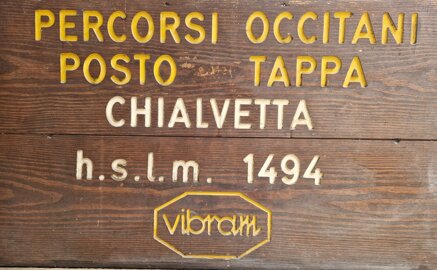 PERCORSI OCCITANI
POSTO TAPPA
CHIALVETTA
h.s.l.m. 1494
vibram